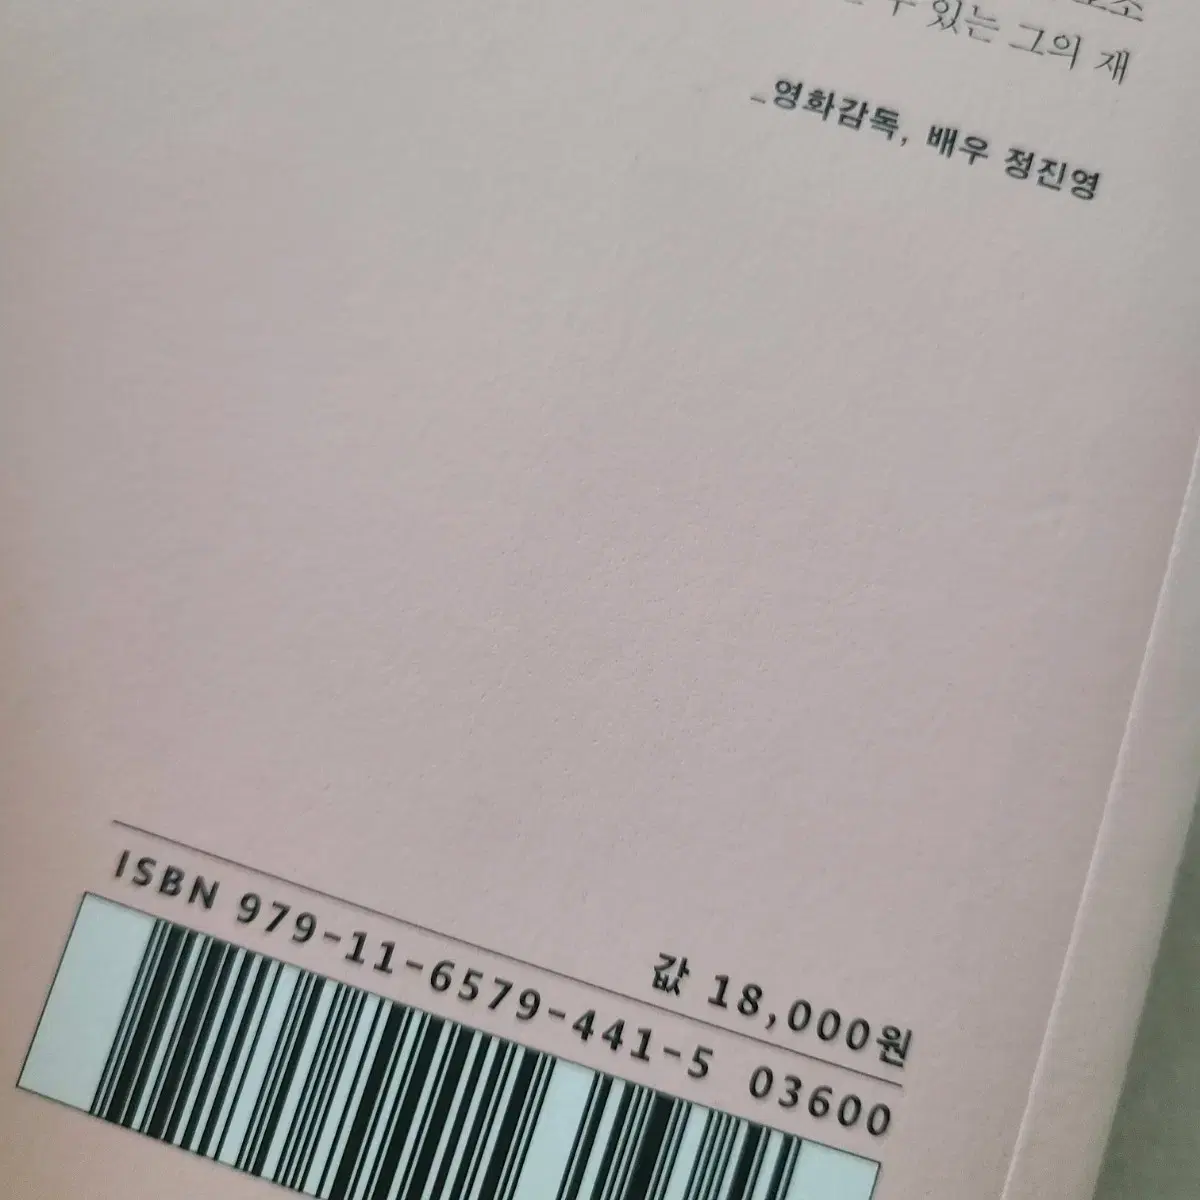 수 있는 그의 재
_영화감독, 배우 정진영
값 18,000원
ISBN 979-11-6579-441-5 03600